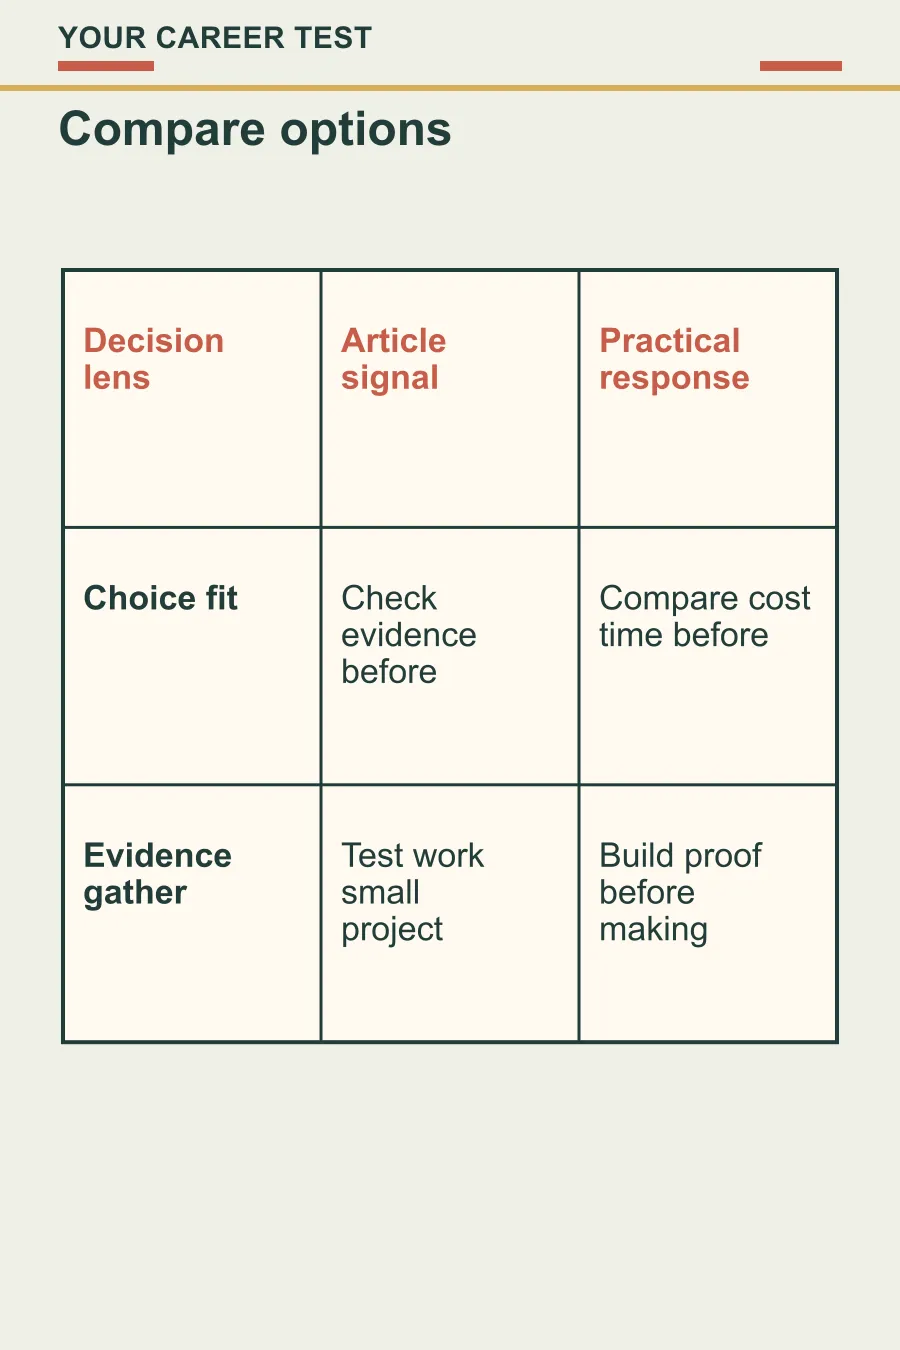 YOUR CAREER TEST
Compare options
Decision
lens
Article
signal
Practical
response
Choice fit
Check
evidence
before
Compare cost
time before
Evidence
gather
Test work
small
project
Build proof
before
making